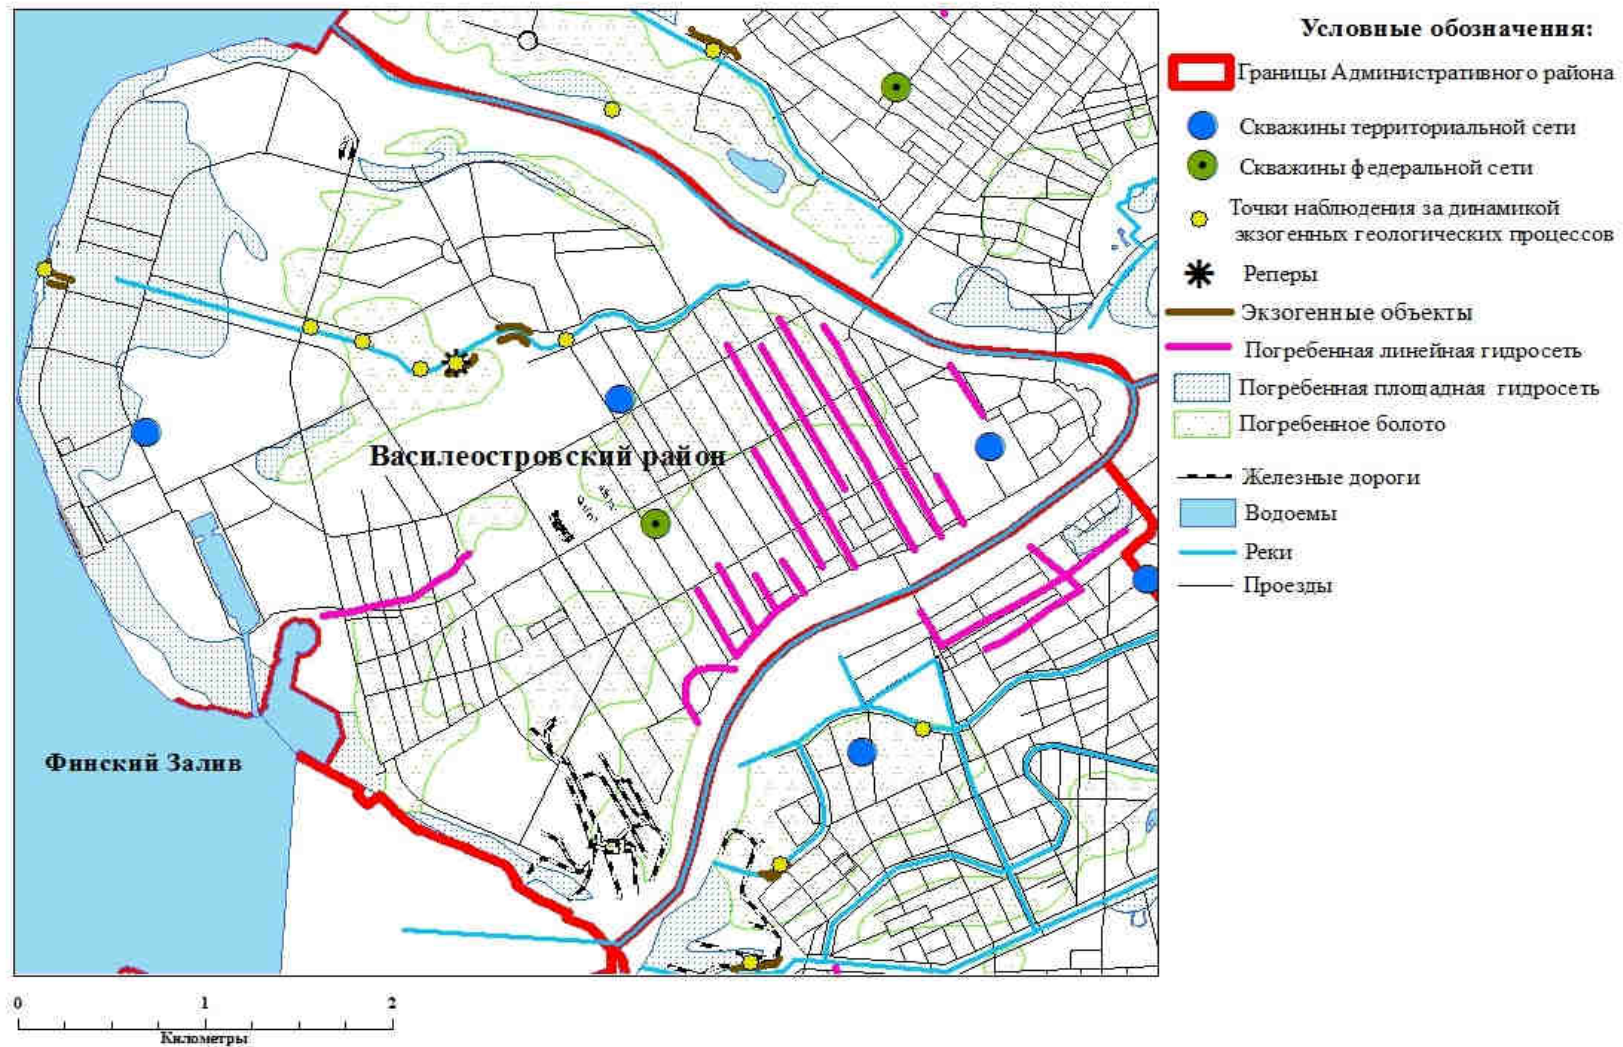 Условные обозначения:
Границы Административного района
Скважины территориальной сети
Скважины федеральной сети
Точки наблюдения за динамикой
экзогенных геологических процессов
Реперы
Экзогенные объекты
Погребенная линейная гидросеть
Погребенная площадная гидросеть
Погребенное болото
Железные дороги
Водоемы
Реки
Проезды
Василеостровский район
Финский Залив
0 1 2
Километры